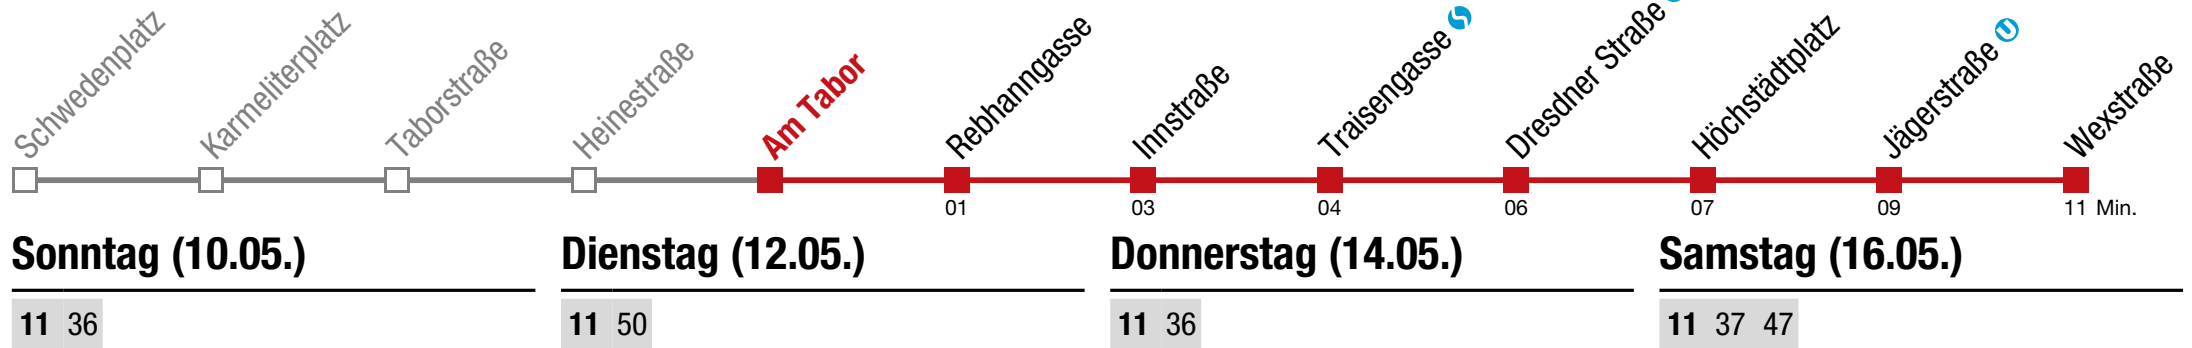 Schwedenplatz
Karmeliterplatz
Taborstraße
Heinestraße
Am Tabor
Rebhanngasse
Innstraße
Traisengasse S
Dresdner Straße
Höchstädtplatz
Jägerstraße U
Wexstraße
01 03 04 06 07 09 11 Min.
Sonntag (10.05.) Dienstag (12.05.) Donnerstag (14.05.) Samstag (16.05.)
11 36 11 50 11 36 11 37 47